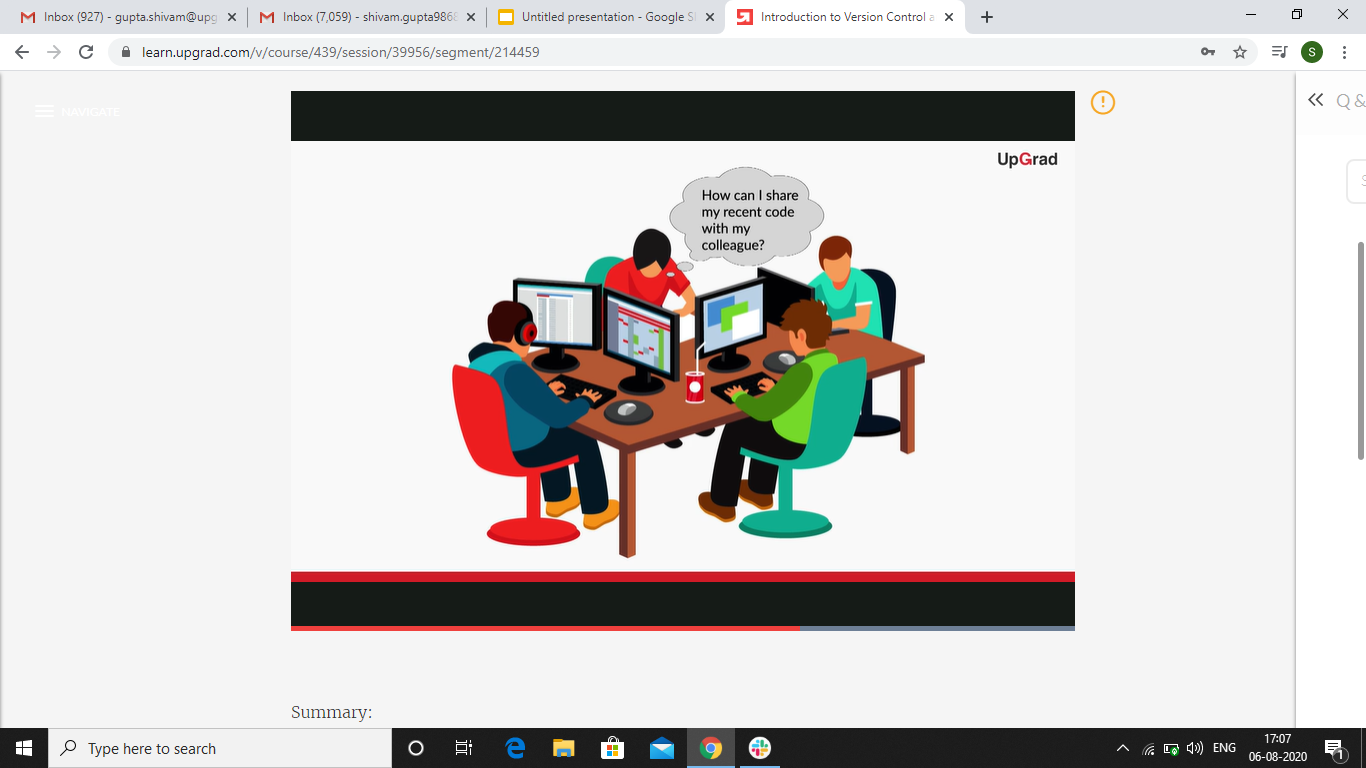 Inbox (927) - gupta.shivam@upg
Inbox (7,059) - shivam.gupta9868
Untitled presentation - Google Sl
Introduction to Version Control a
learn.upgrad.com/v/course/439/session/39956/segment/214459
S
NAVIGATE
Q &
UpGrad
How can I share
my recent code
with my
colleague?
Summary:
Type here to search
ENG
17:07
06-08-2020
1